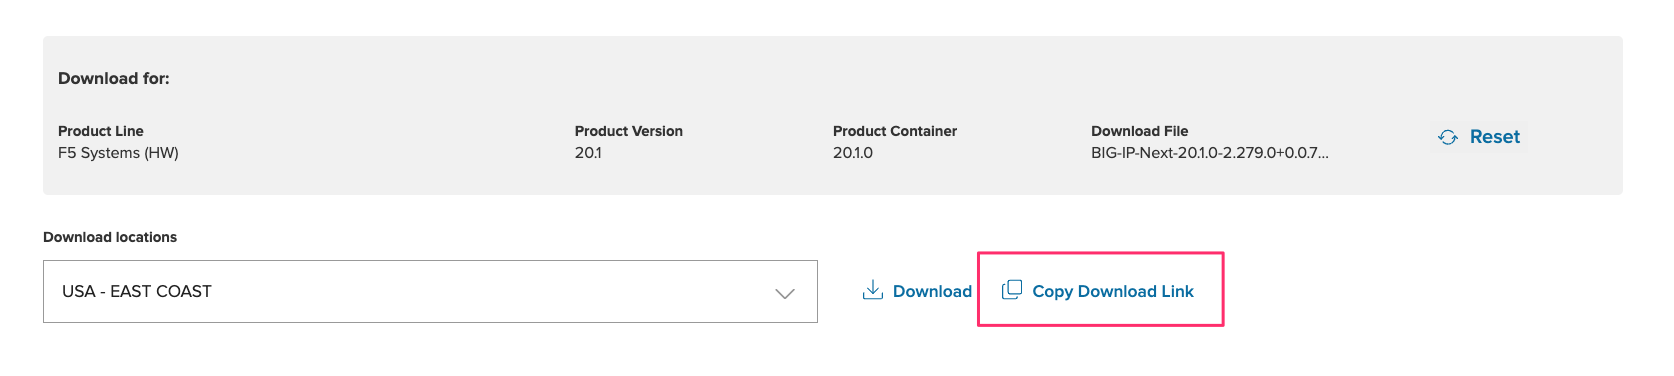 Download for:
Product Line
F5 Systems (HW)
Product Version
20.1
Product Container
20.1.0
Download File
BIG-IP-Next-20.1.0-2.279.0+0.0.7...
Reset
Download locations
USA - EAST COAST
Download
Copy Download Link